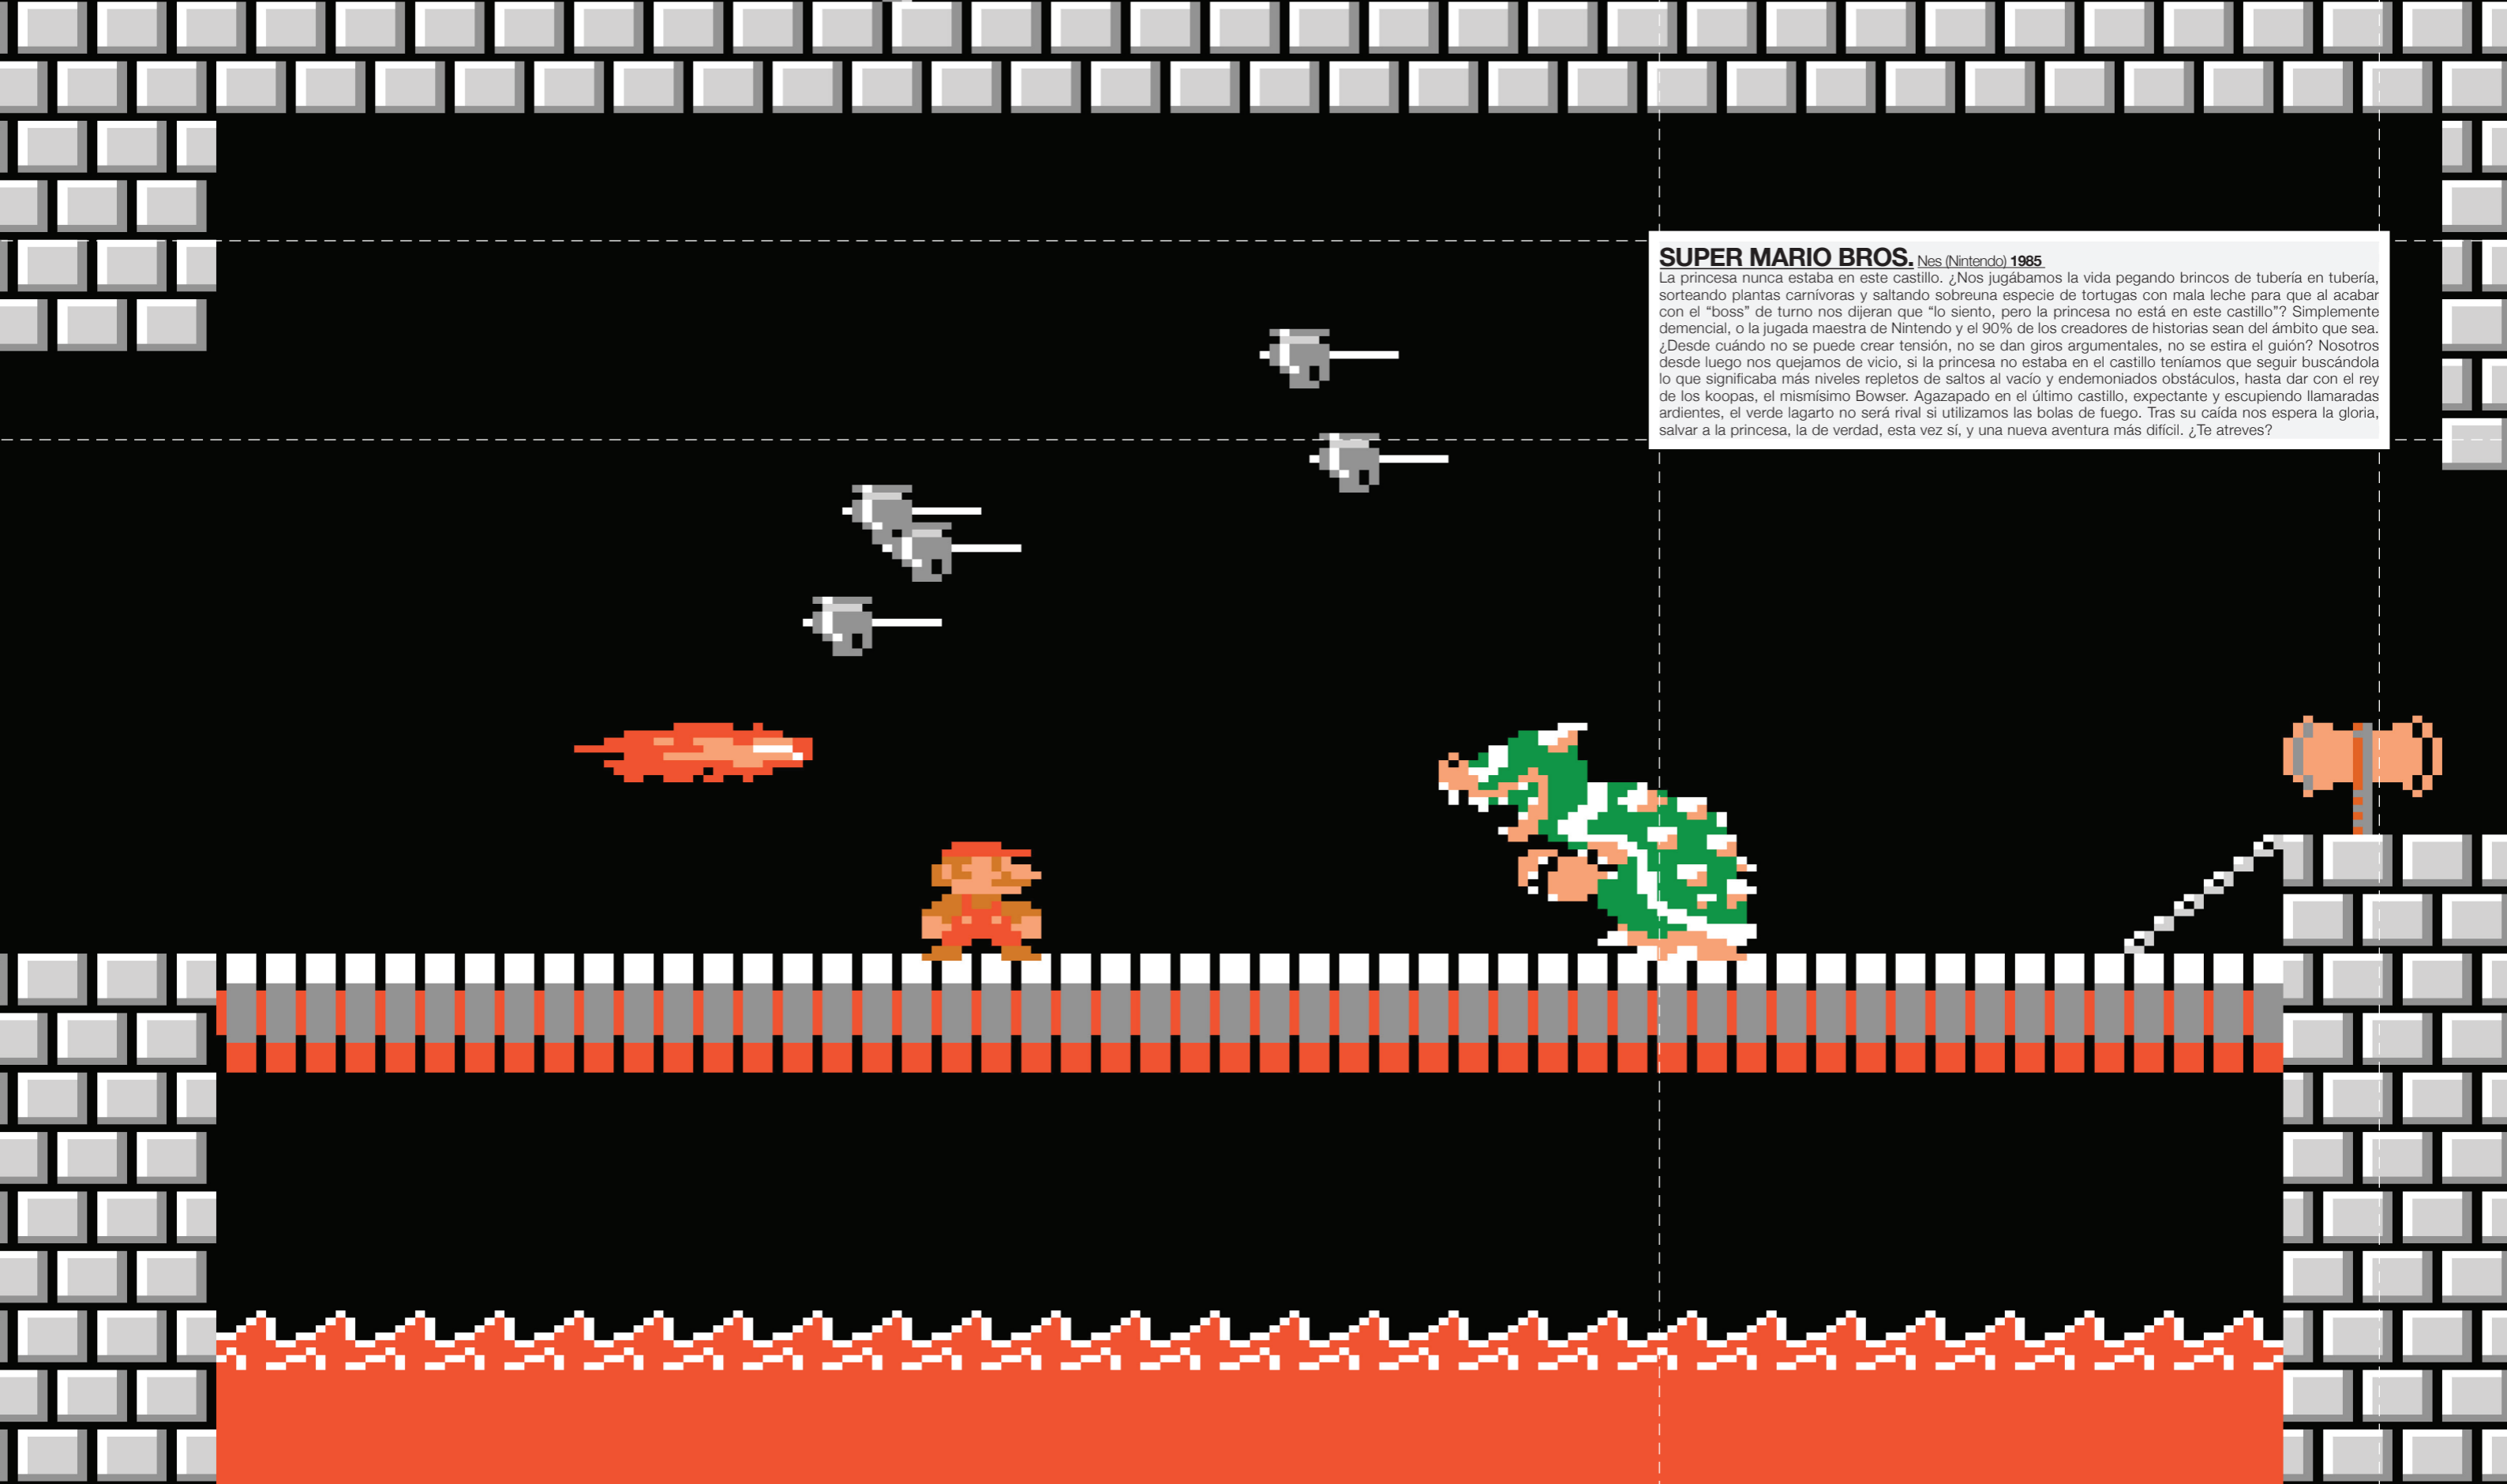 SUPER MARIO BROS. Nes (Nintendo) 1985
La princesa nunca estaba en este castillo. ¿Nos jugábamos la vida pegando brincos de tubería en tubería,
sorteando plantas carnívoras y saltando sobreuna especie de tortugas con mala leche para que al acabar
con el “boss” de turno nos dijeran que “lo siento, pero la princesa no está en este castillo”? Simplemente
demencial, o la jugada maestra de Nintendo y el 90% de los creadores de historias sean del ámbito que sea.
¿Desde cuándo no se puede crear tensión, no se dan giros argumentales, no se estira el guión? Nosotros
desde luego nos quejamos de vicio, si la princesa no estaba en el castillo teníamos que seguir buscándola
lo que significaba más niveles repletos de saltos al vacío y endemoniados obstáculos, hasta dar con el rey
de los koopas, el mismísimo Bowser. Agazapado en el último castillo, expectante y escupiendo llamaradas
ardientes, el verde lagarto no será rival si utilizamos las bolas de fuego. Tras su caída nos espera la gloria,
salvar a la princesa, la de verdad, esta vez sí, y una nueva aventura más difícil. ¿Te atreves?